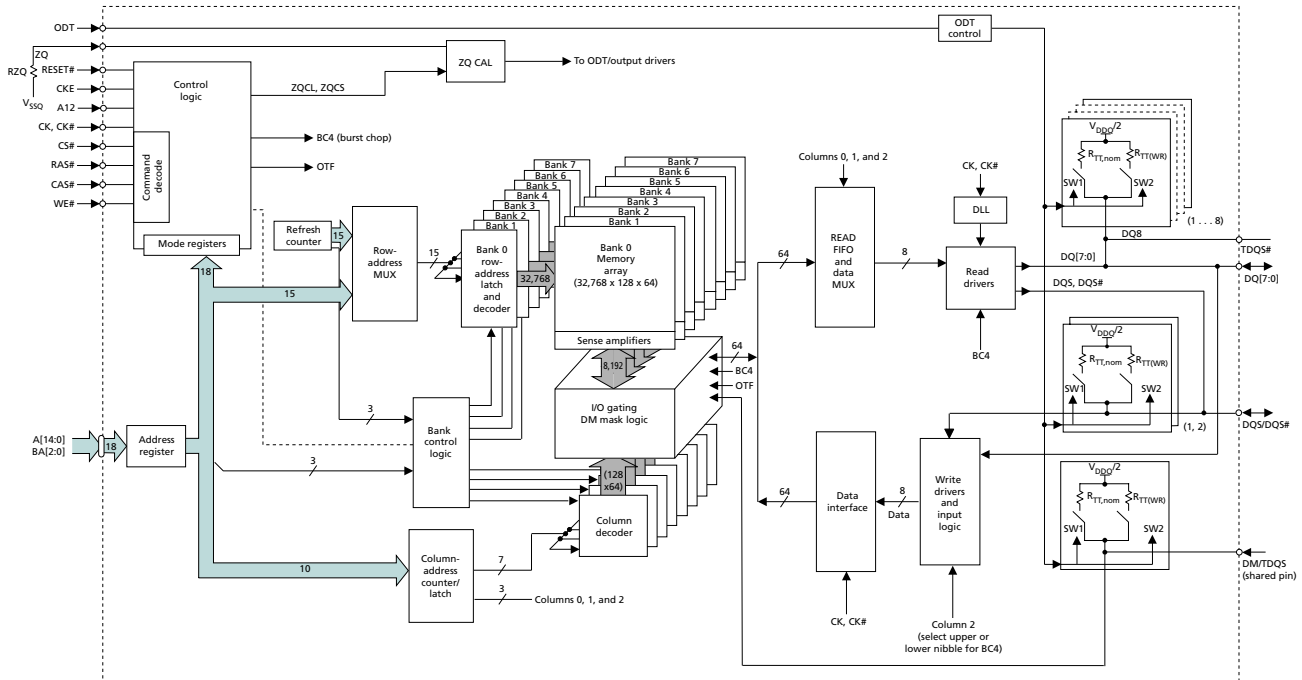 ODT
ODT
control
ZQ
RZQ
VSSQ
RESET#
CKE
A12
CK, CK#
CS#
RAS#
CAS#
WE#
Control
logic
Command
decode
Mode registers
ZQCL, ZQCS
ZQ CAL
To ODT/output drivers
BC4 (burst chop)
OTF
Refresh
counter
15
Row-
address
MUX
15
18
15
Bank 7
Bank 6
Bank 5
Bank 4
Bank 3
Bank 2
Bank 1
Bank 0
row-
address
latch
and
decoder
32,768
Bank 7
Bank 6
Bank 5
Bank 4
Bank 3
Bank 2
Bank 1
Bank 0
Memory
array
(32,768 x 128 x 64)
Sense amplifiers
8,192
64
BC4
OTF
I/O gating
DM mask logic
(128
x64)
Column
decoder
3
Bank
control
logic
3
A[14:0]
BA[2:0]
18
Address
register
10
Column-
address
counter/
latch
7
3
Columns 0, 1, and 2
Columns 0, 1, and 2
64
READ
FIFO
and
data
MUX
8
CK, CK#
DLL
Read
drivers
BC4
DQ8
DQ[7:0]
DQS, DQS#
64
Data
interface
CK, CK#
8
Data
Write
drivers
and
input
logic
Column 2
(select upper or
lower nibble for BC4)
VDDQ/2
RTT,nom
RTT(WR)
SW1
SW2
(1 . . . 8)
TDQS#
DQ[7:0]
VDDQ/2
RTT,nom
RTT(WR)
SW1
SW2
(1, 2)
DQS/DQS#
VDDQ/2
RTT,nom
RTT(WR)
SW1
SW2
DM/TDQS
(shared pin)